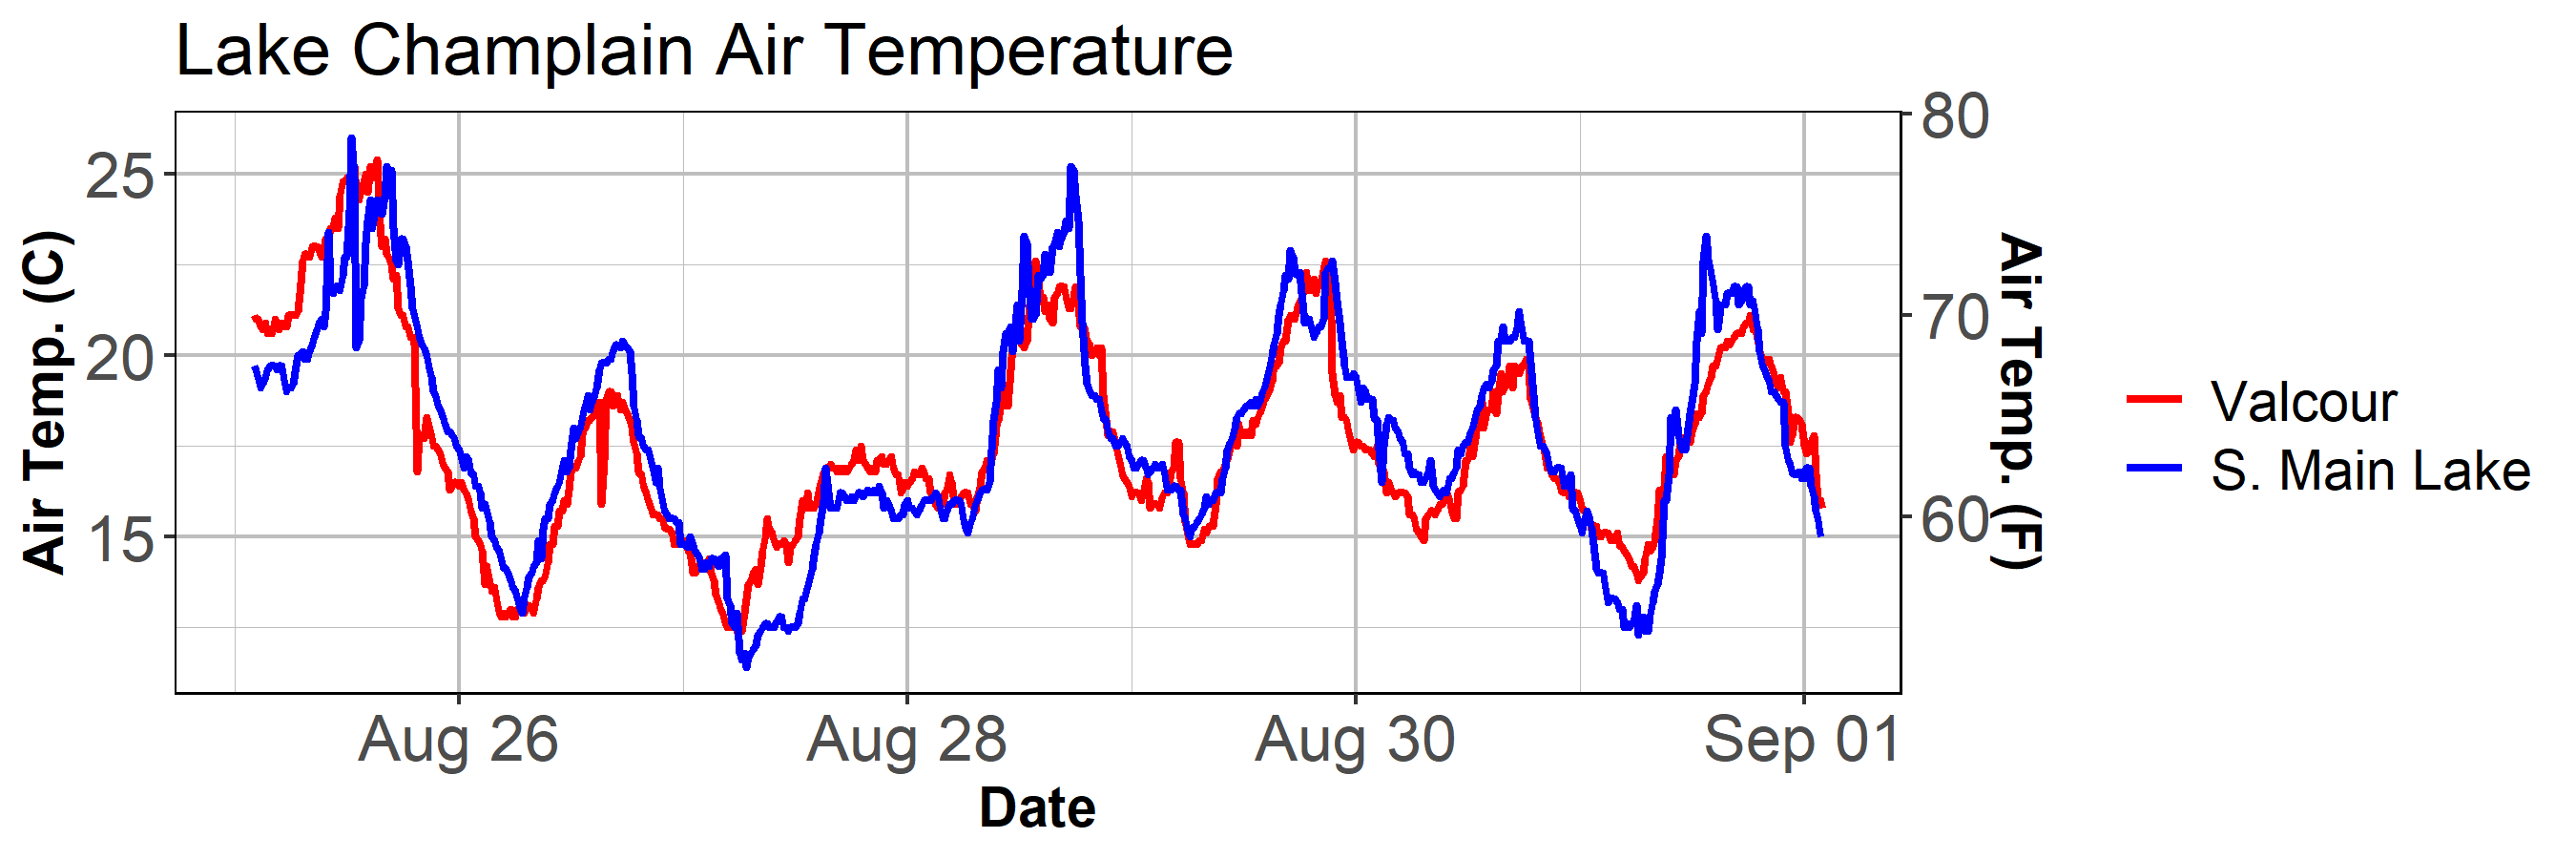 Lake Champlain Air Temperature
Air Temp. (C)
25
20
15
80
70
60
Air Temp. (F)
Aug 26
Aug 28
Aug 30
Sep 01
Date
Valcour
S. Main Lake